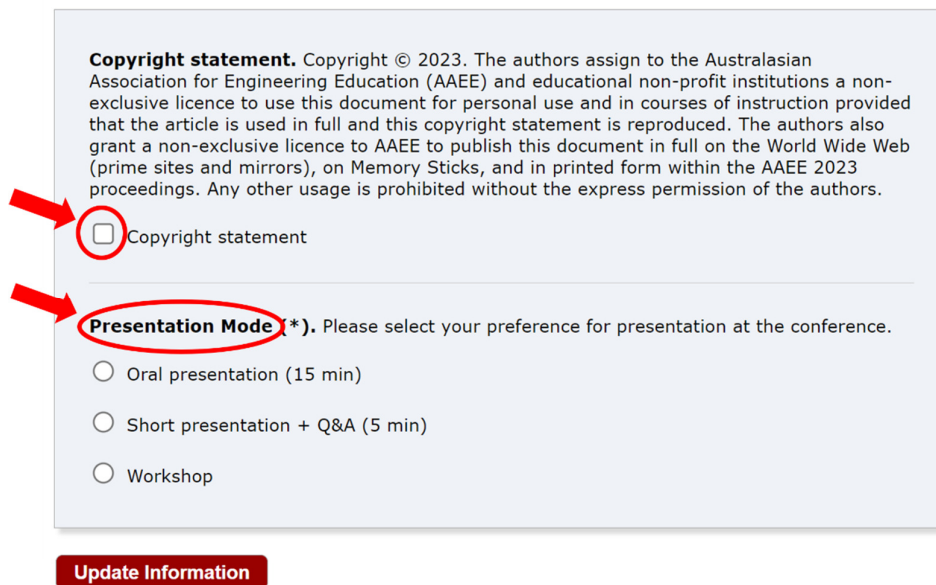 Copyright statement. Copyright © 2023. The authors assign to the Australasian
Association for Engineering Education (AAEE) and educational non-profit institutions a non-
exclusive licence to use this document for personal use and in courses of instruction provided
that the article is used in full and this copyright statement is reproduced. The authors also
grant a non-exclusive licence to AAEE to publish this document in full on the World Wide Web
(prime sites and mirrors), on Memory Sticks, and in printed form within the AAEE 2023
proceedings. Any other usage is prohibited without the express permission of the authors.
Copyright statement
Presentation Mode (*). Please select your preference for presentation at the conference.
Oral presentation (15 min)
Short presentation + Q&A (5 min)
Workshop
Update Information